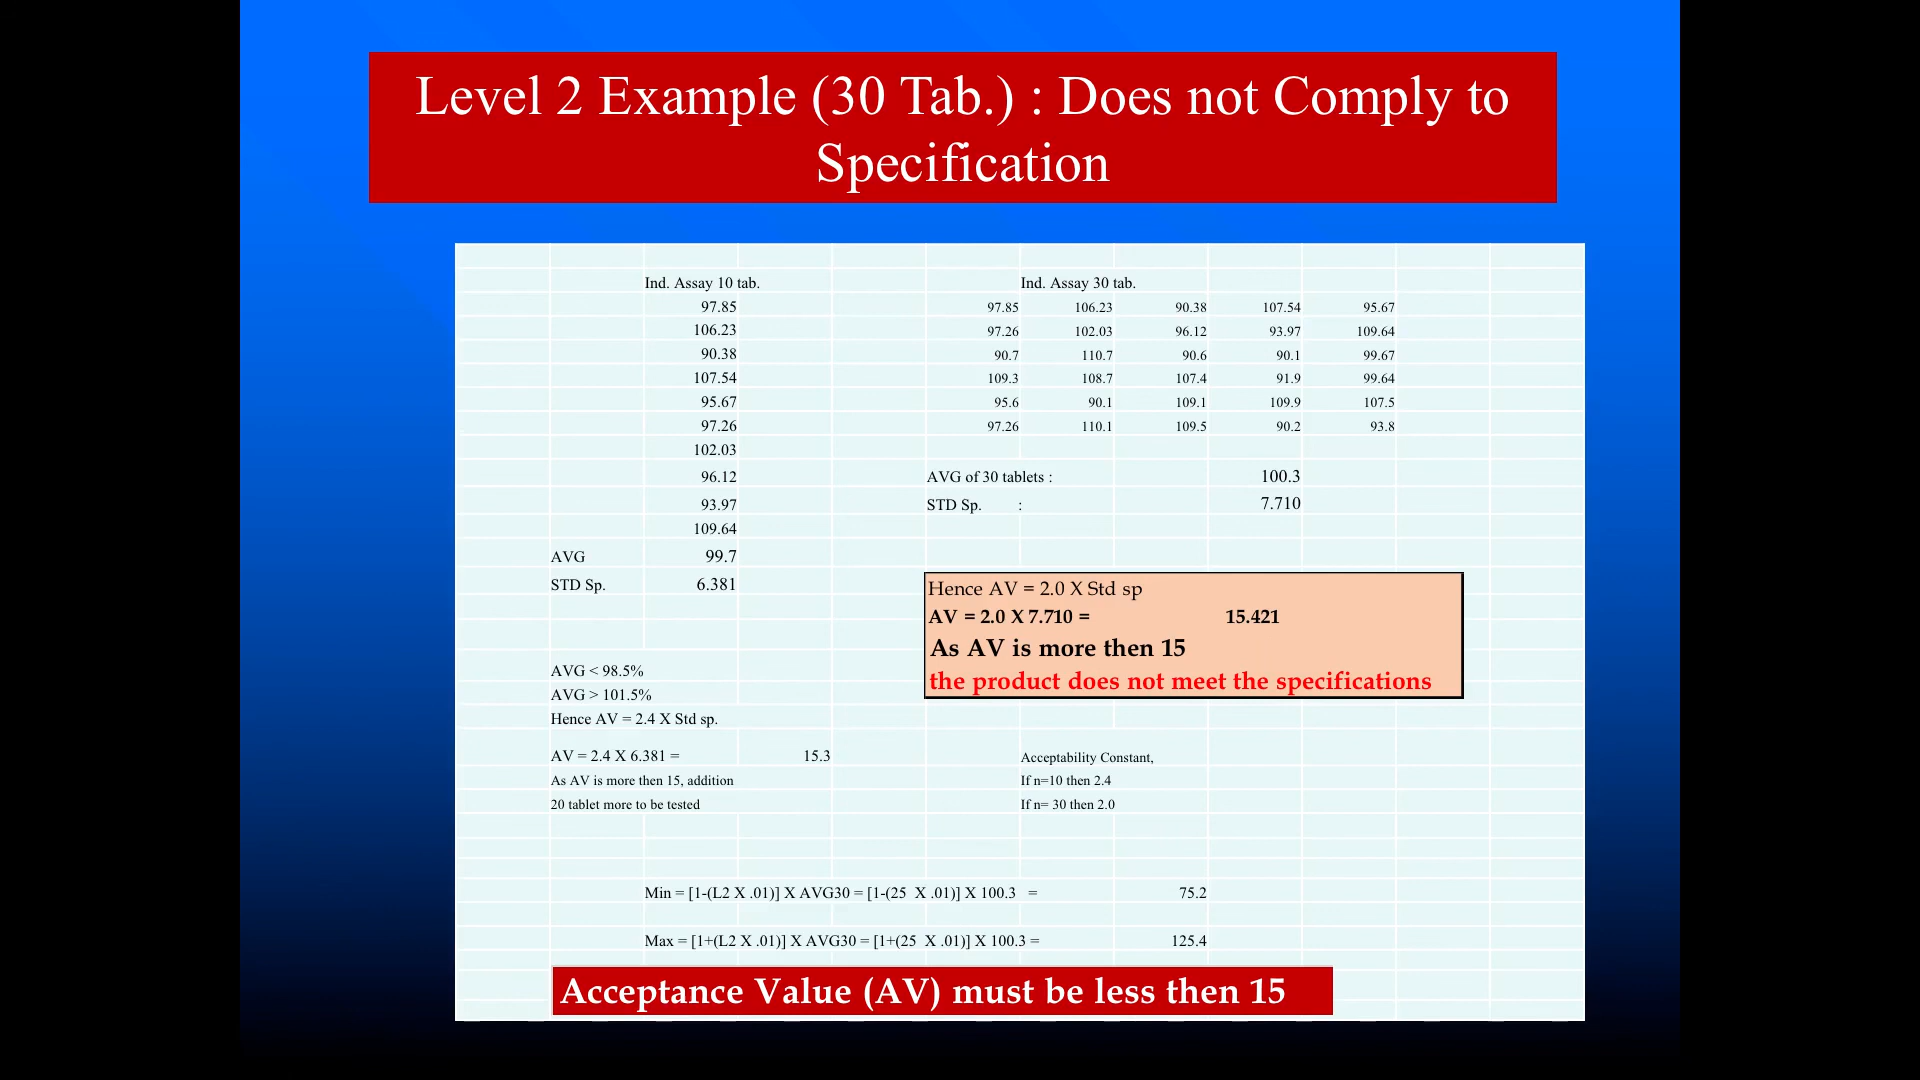 Level 2 Example (30 Tab.) : Does not Comply to
Specification
Ind. Assay 10 tab.
97.85
106.23
90.38
107.54
95.67
97.26
102.03
96.12
93.97
109.64
AVG 99.7
STD Sp. 6.381
AVG < 98.5%
AVG > 101.5%
Hence AV = 2.4 X Std sp.
AV = 2.4 X 6.381 = 15.3
As AV is more then 15, addition
20 tablet more to be tested
Ind. Assay 30 tab.
97.85 106.23 90.38 107.54 95.67
97.26 102.03 96.12 93.97 109.64
90.7 110.7 90.6 90.1 99.67
109.3 108.7 107.4 91.9 99.64
95.6 90.1 109.1 109.9 107.5
97.26 110.1 109.5 90.2 93.8
AVG of 30 tablets : 100.3
STD Sp. : 7.710
Hence AV = 2.0 X Std sp
AV = 2.0 X 7.710 = 15.421
As AV is more then 15
the product does not meet the specifications
Acceptability Constant,
If n=10 then 2.4
If n= 30 then 2.0
Min = [1-(L2 X .01)] X AVG30 = [1-(25 X .01)] X 100.3 = 75.2
Max = [1+(L2 X .01)] X AVG30 = [1+(25 X .01)] X 100.3 = 125.4
Acceptance Value (AV) must be less then 15